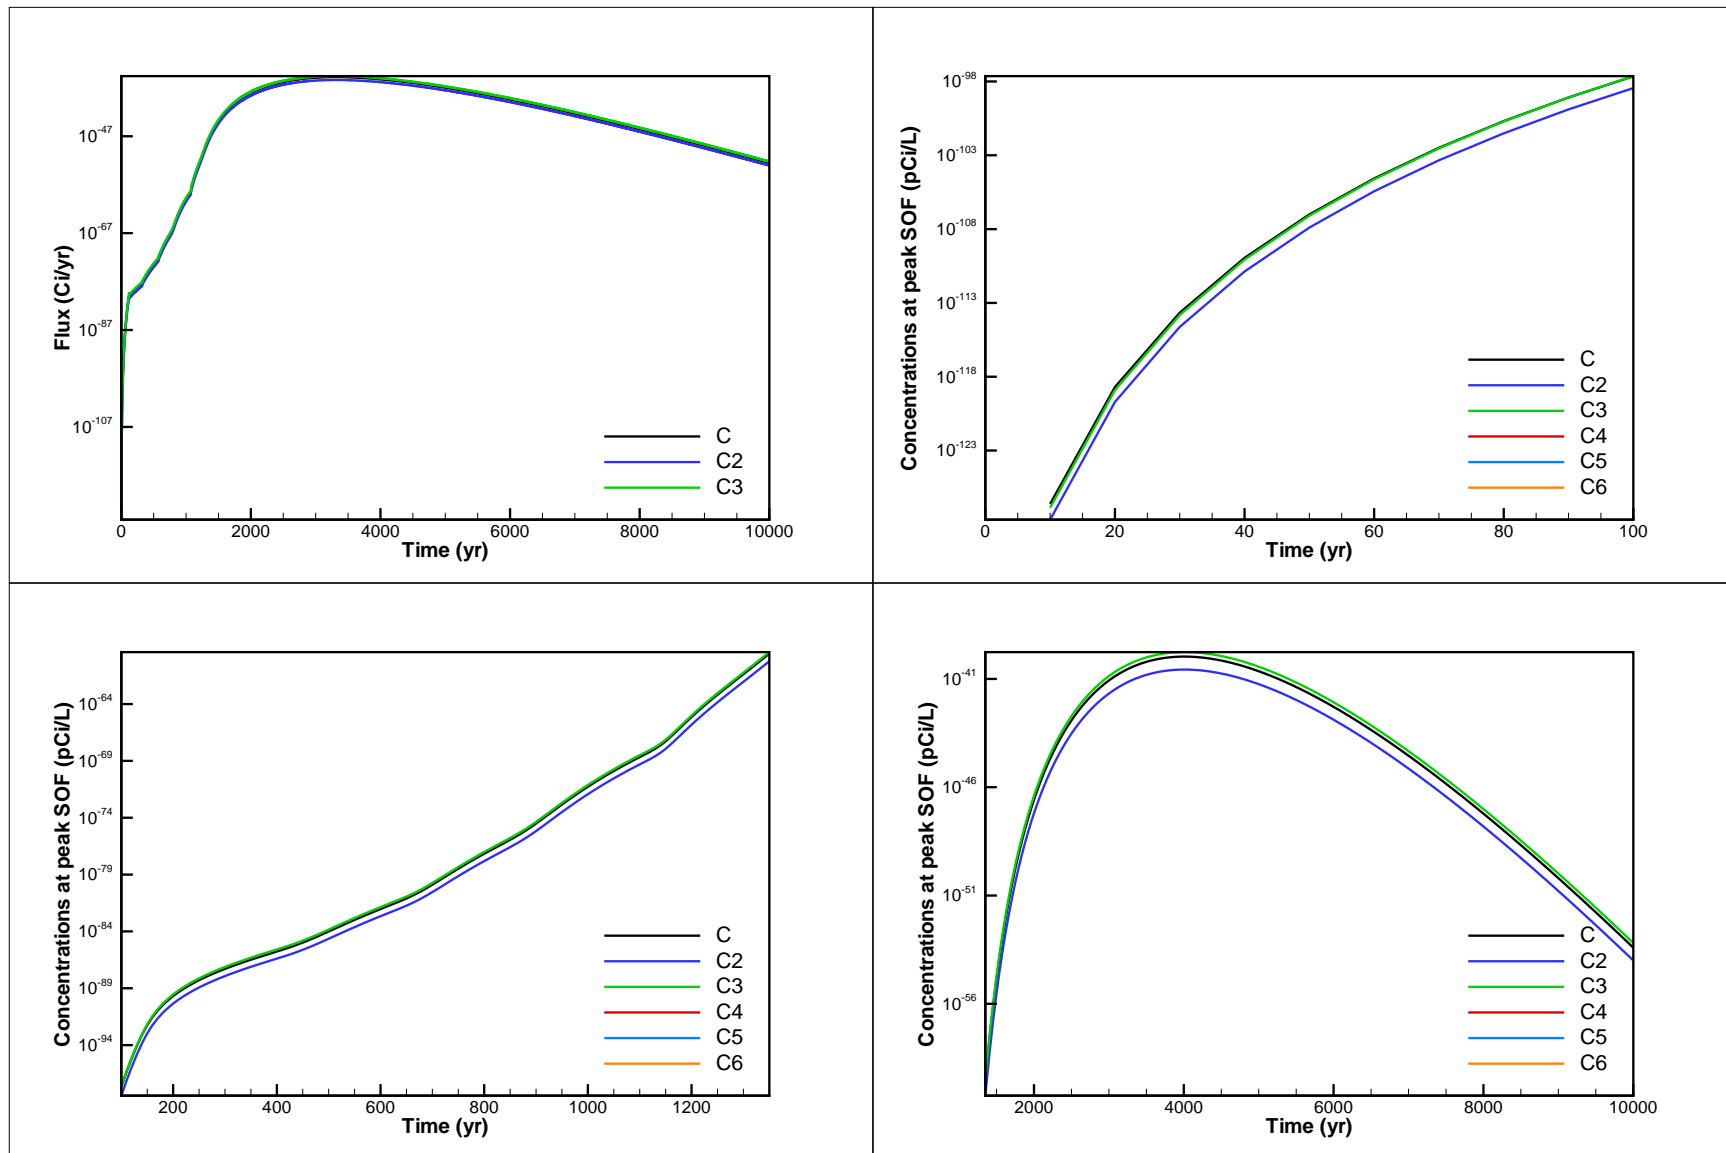 Flux (Ci/yr)
10^-47
10^-67
10^-87
10^-107
C
C2
C3
0 2000 4000 6000 8000 10000
Time (yr)
Concentrations at peak SOF (pCi/L)
10^-98
10^-103
10^-108
10^-113
10^-118
10^-123
C
C2
C3
C4
C5
C6
0 20 40 60 80 100
Time (yr)
Concentrations at peak SOF (pCi/L)
10^-64
10^-69
10^-74
10^-79
10^-84
10^-89
10^-94
C
C2
C3
C4
C5
C6
200 400 600 800 1000 1200
Time (yr)
Concentrations at peak SOF (pCi/L)
10^-41
10^-46
10^-51
10^-56
C
C2
C3
C4
C5
C6
2000 4000 6000 8000 10000
Time (yr)